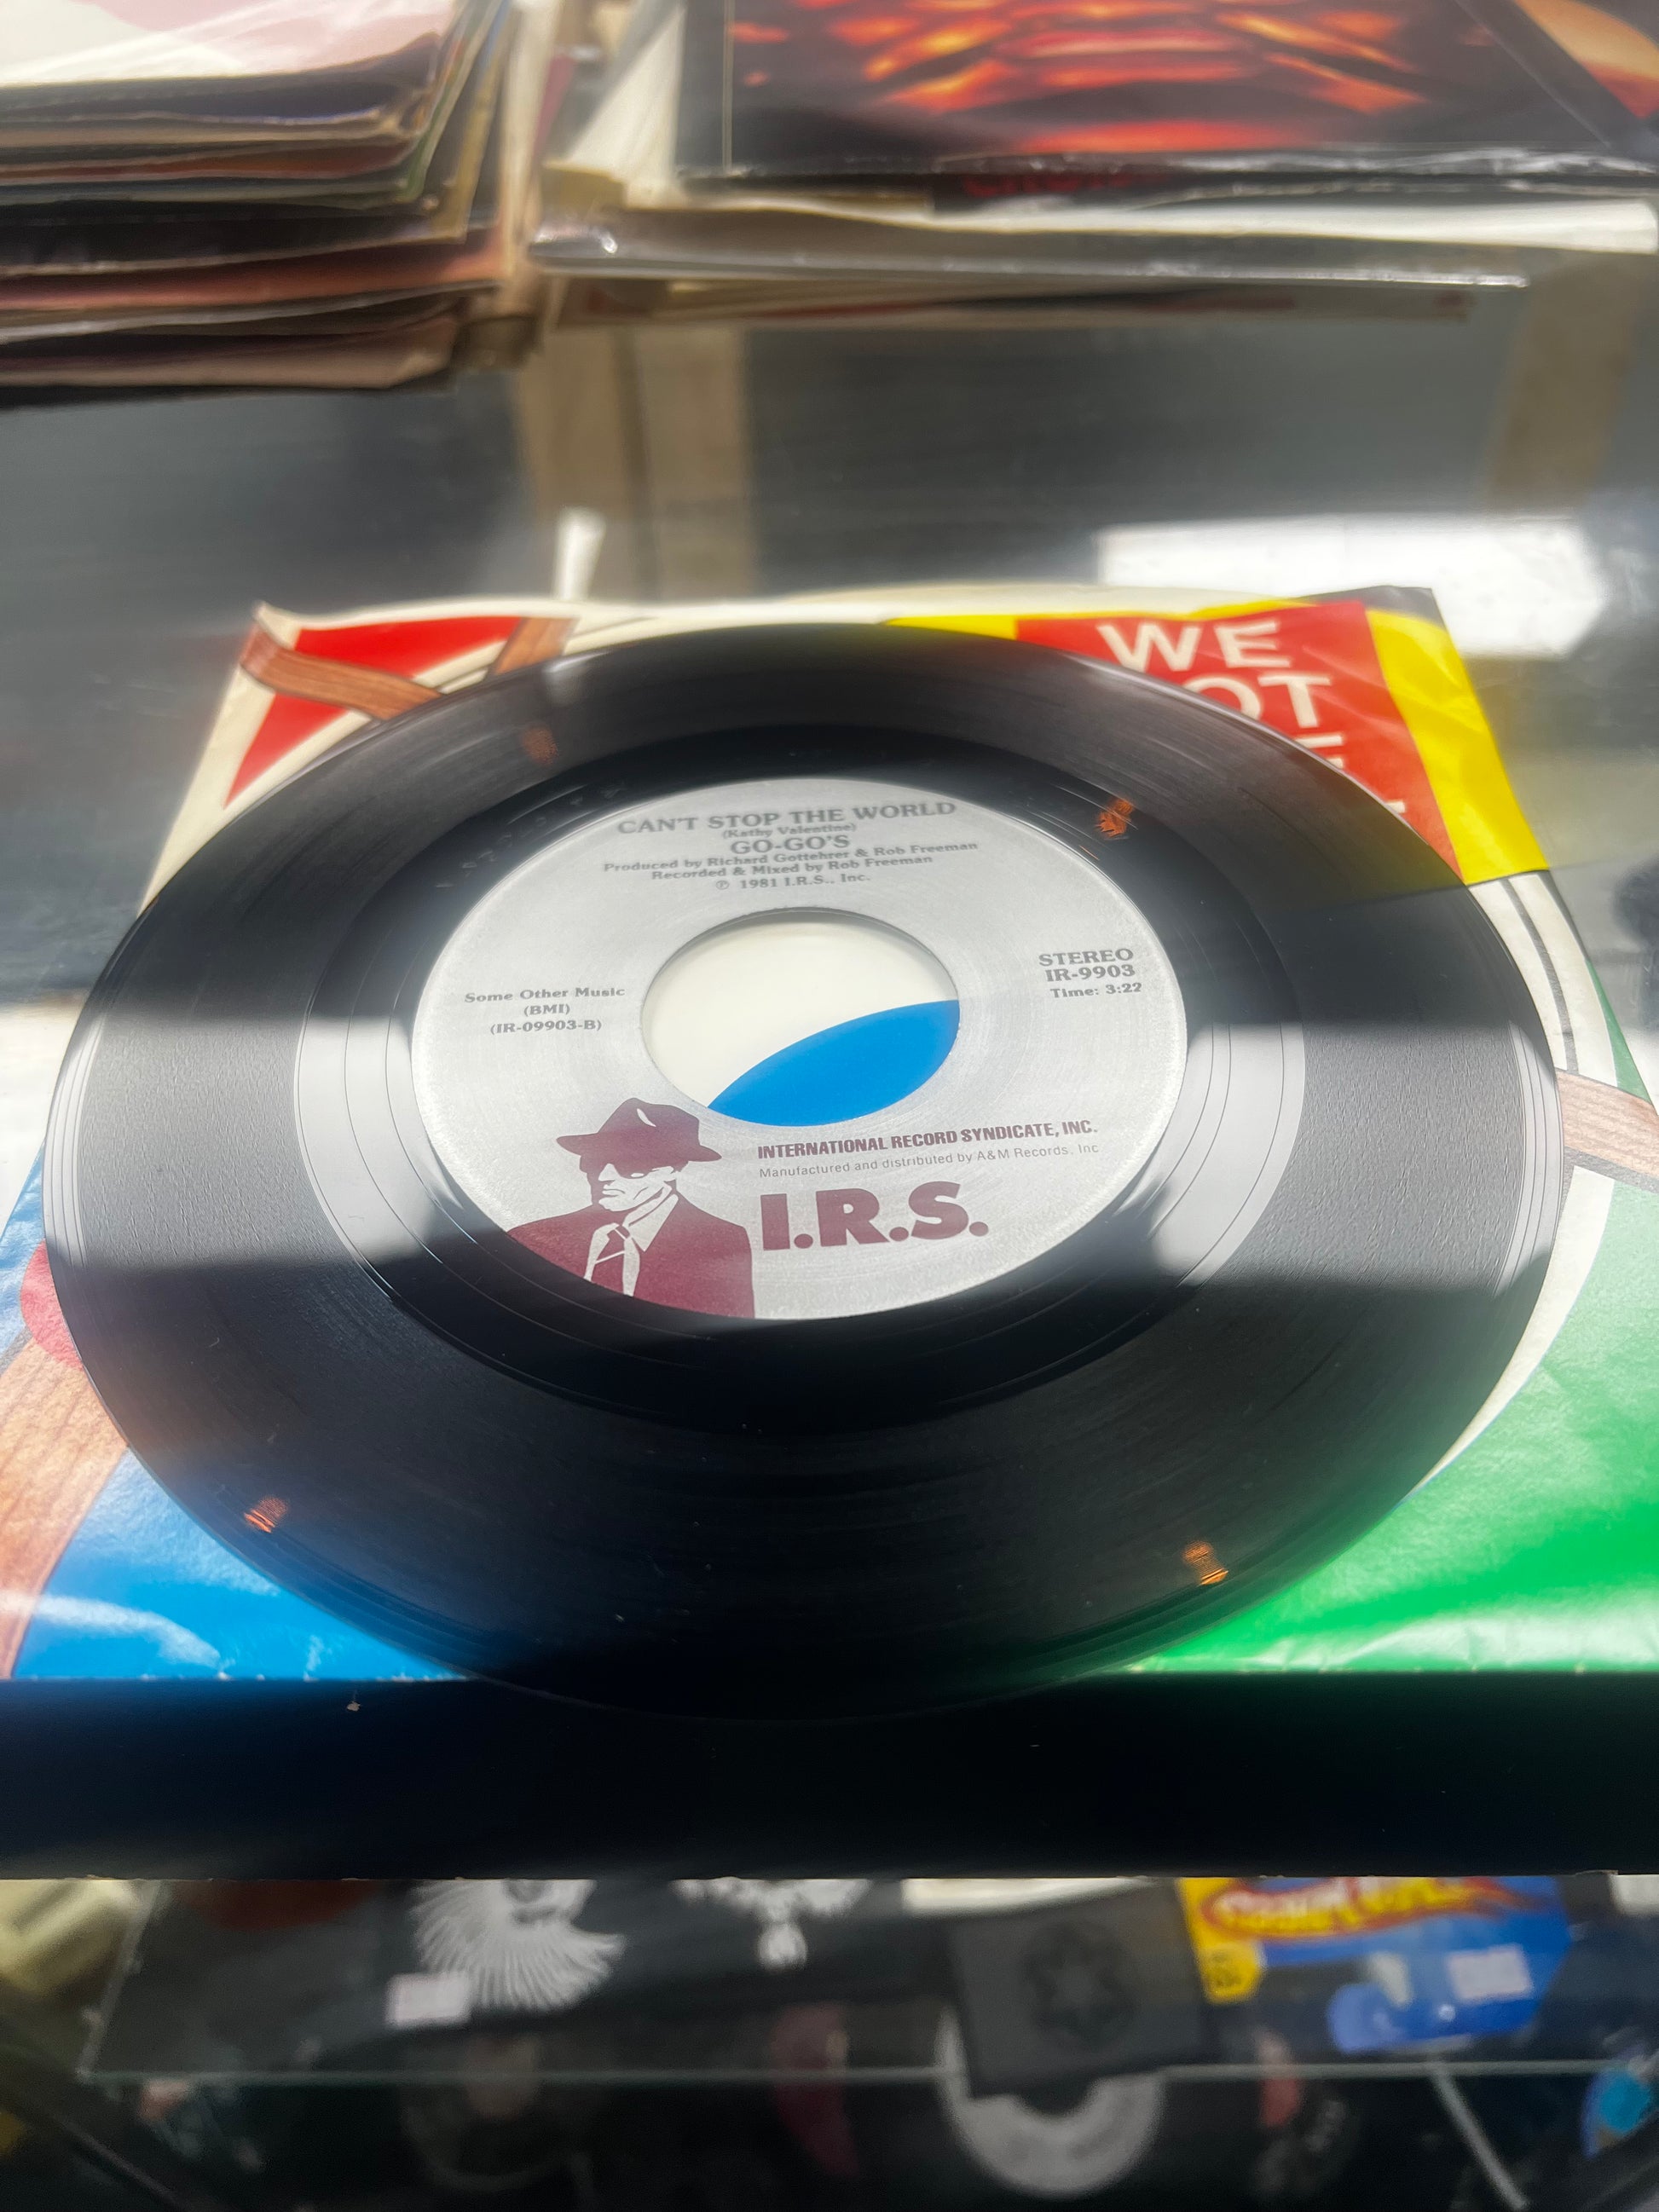 WE
CAN'T STOP THE WORLD
(Kathy Valentine)
GO-GO'S
Produced by Richard Gottehrer & Rob Freeman
Recorded & Mixed by Rob Freeman
℗ 1981 I.R.S., Inc.
Some Other Music
(BMI)
(IR-09903-B)
STEREO
IR-9903
Time: 3:22
INTERNATIONAL RECORD SYNDICATE, INC.
Manufactured and distributed by A&M Records, Inc
I.R.S.